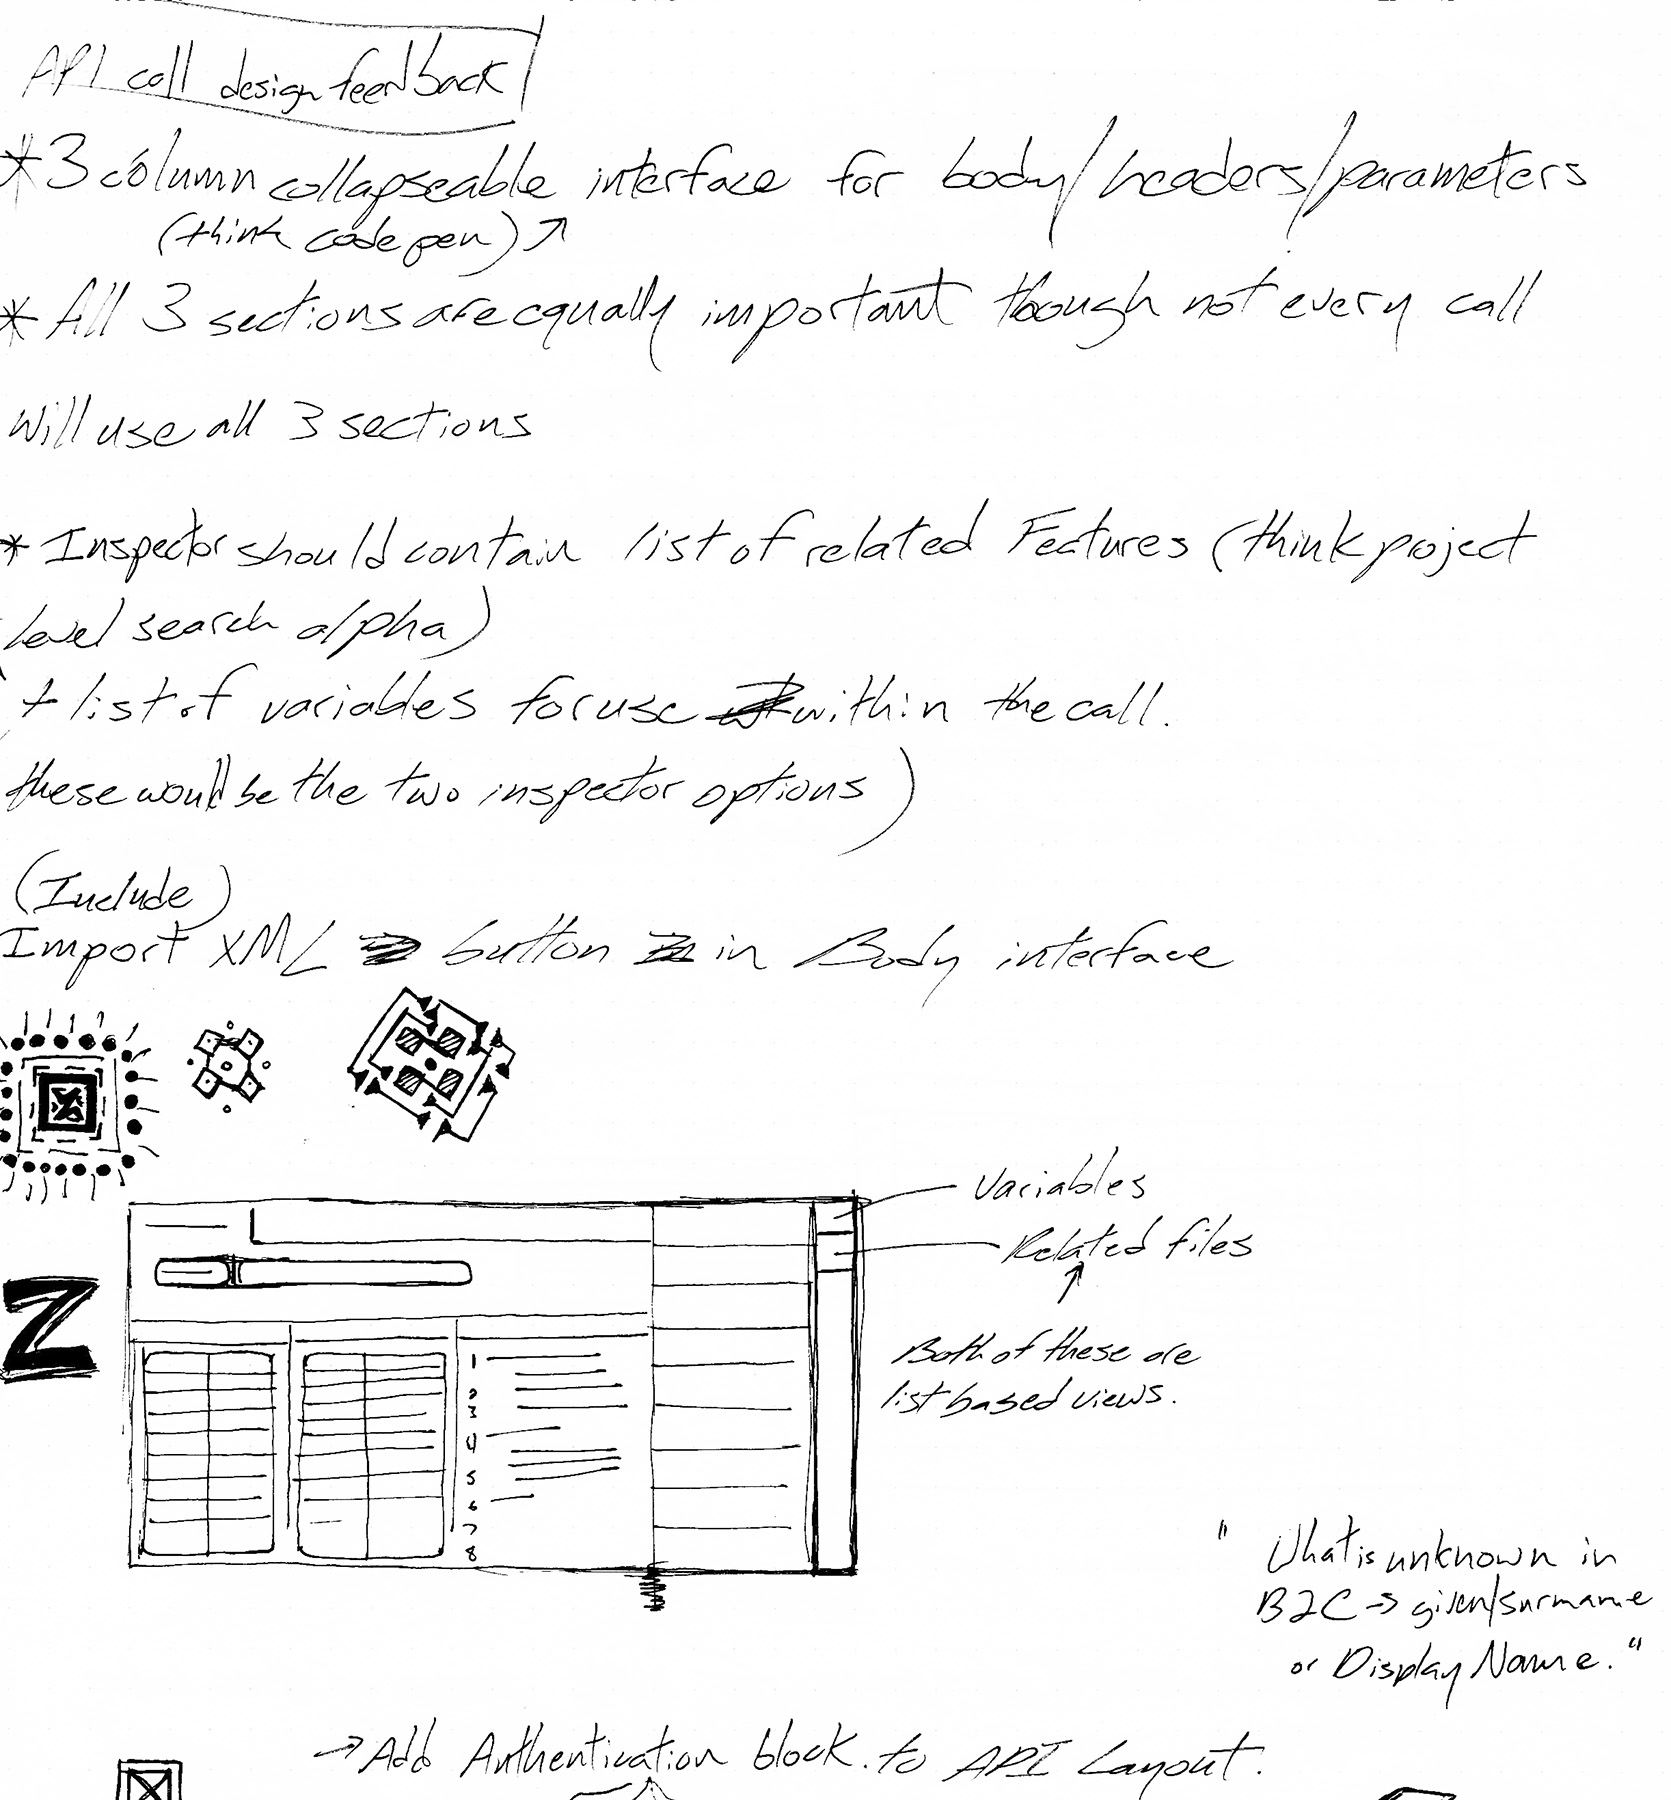 API call design feedback
* 3 column collapseable interface for body/headers/parameters
(think codepen) ↗
* All 3 sections are equally important though not every call
Will use all 3 sections
* Inspector should contain list of related Features (think project
level search alpha)
+ list of variables for use within the call.
these would be the two inspector options)
(Include)
Import XML button in Body interface
Variables
Related files
Both of these are
list based views.
Z
1
2
3
4
5
6
7
8
" What is unknown in
B2C → given/surname
or Display Name."
→ Add Authentication block. to API Layout.